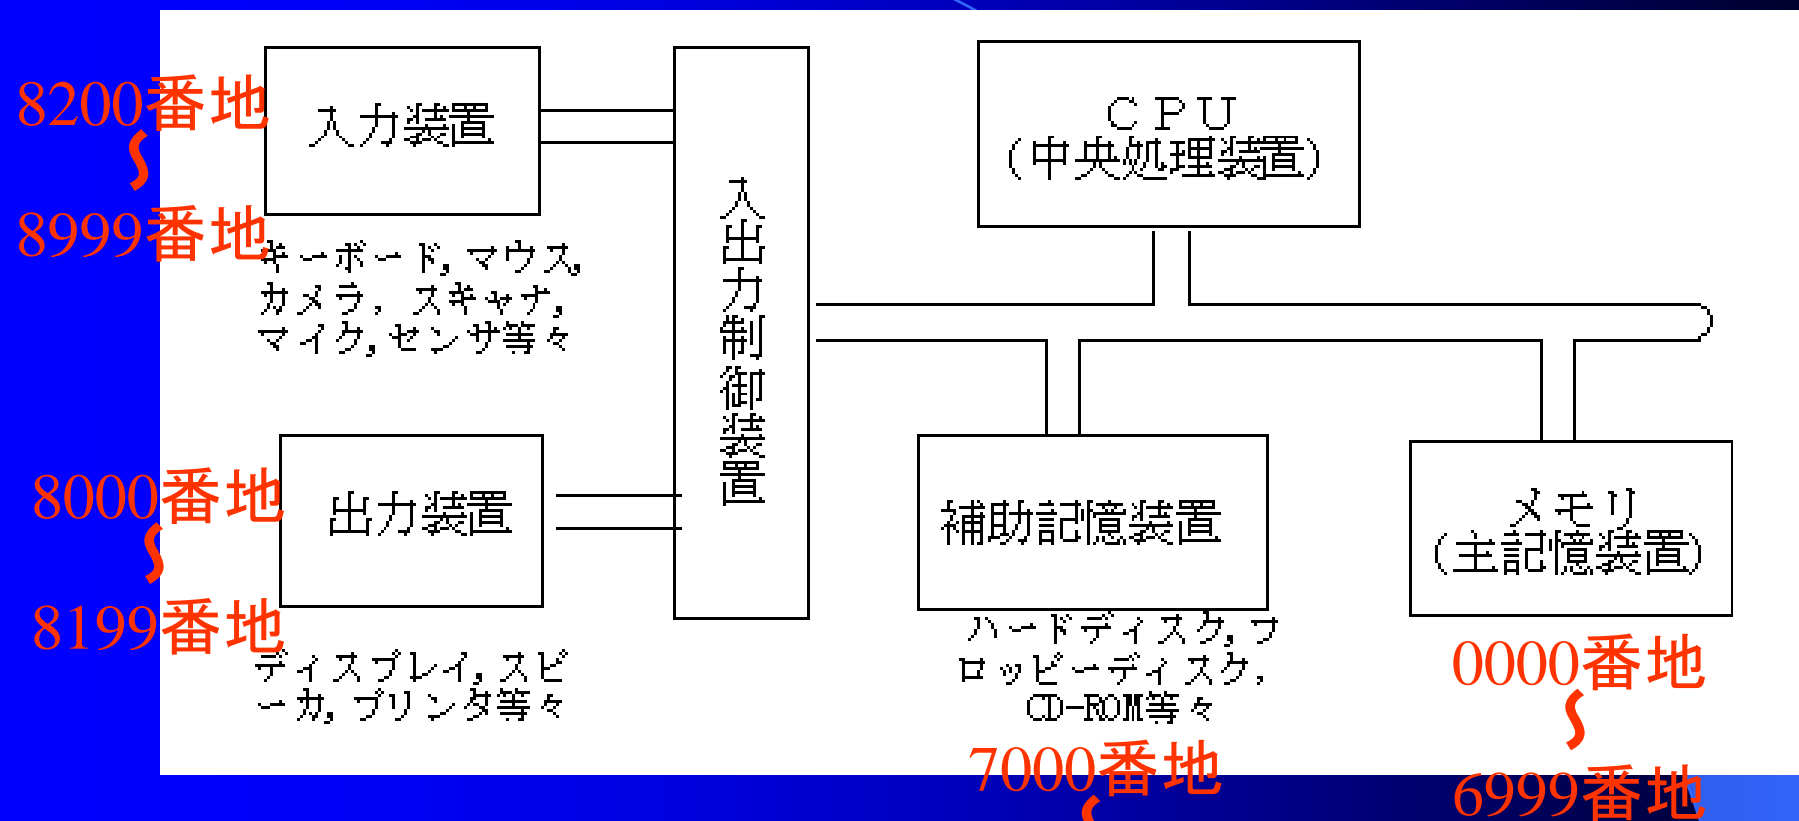 8200番地
〜
8999番地
入力装置
キーボード,マウス,
カメラ, スキャナ,
マイク,センサ等々
8000番地
〜
8199番地
出力装置
ディスプレイ,スピ
ーカ,プリンタ等々
入出力制御装置
CPU
(中央処理装置)
補助記憶装置
ハードディスク,フ
ロッピーディスク,
CD-ROM等々
7000番地
〜
メモリ
(主記憶装置)
0000番地
〜
6999番地